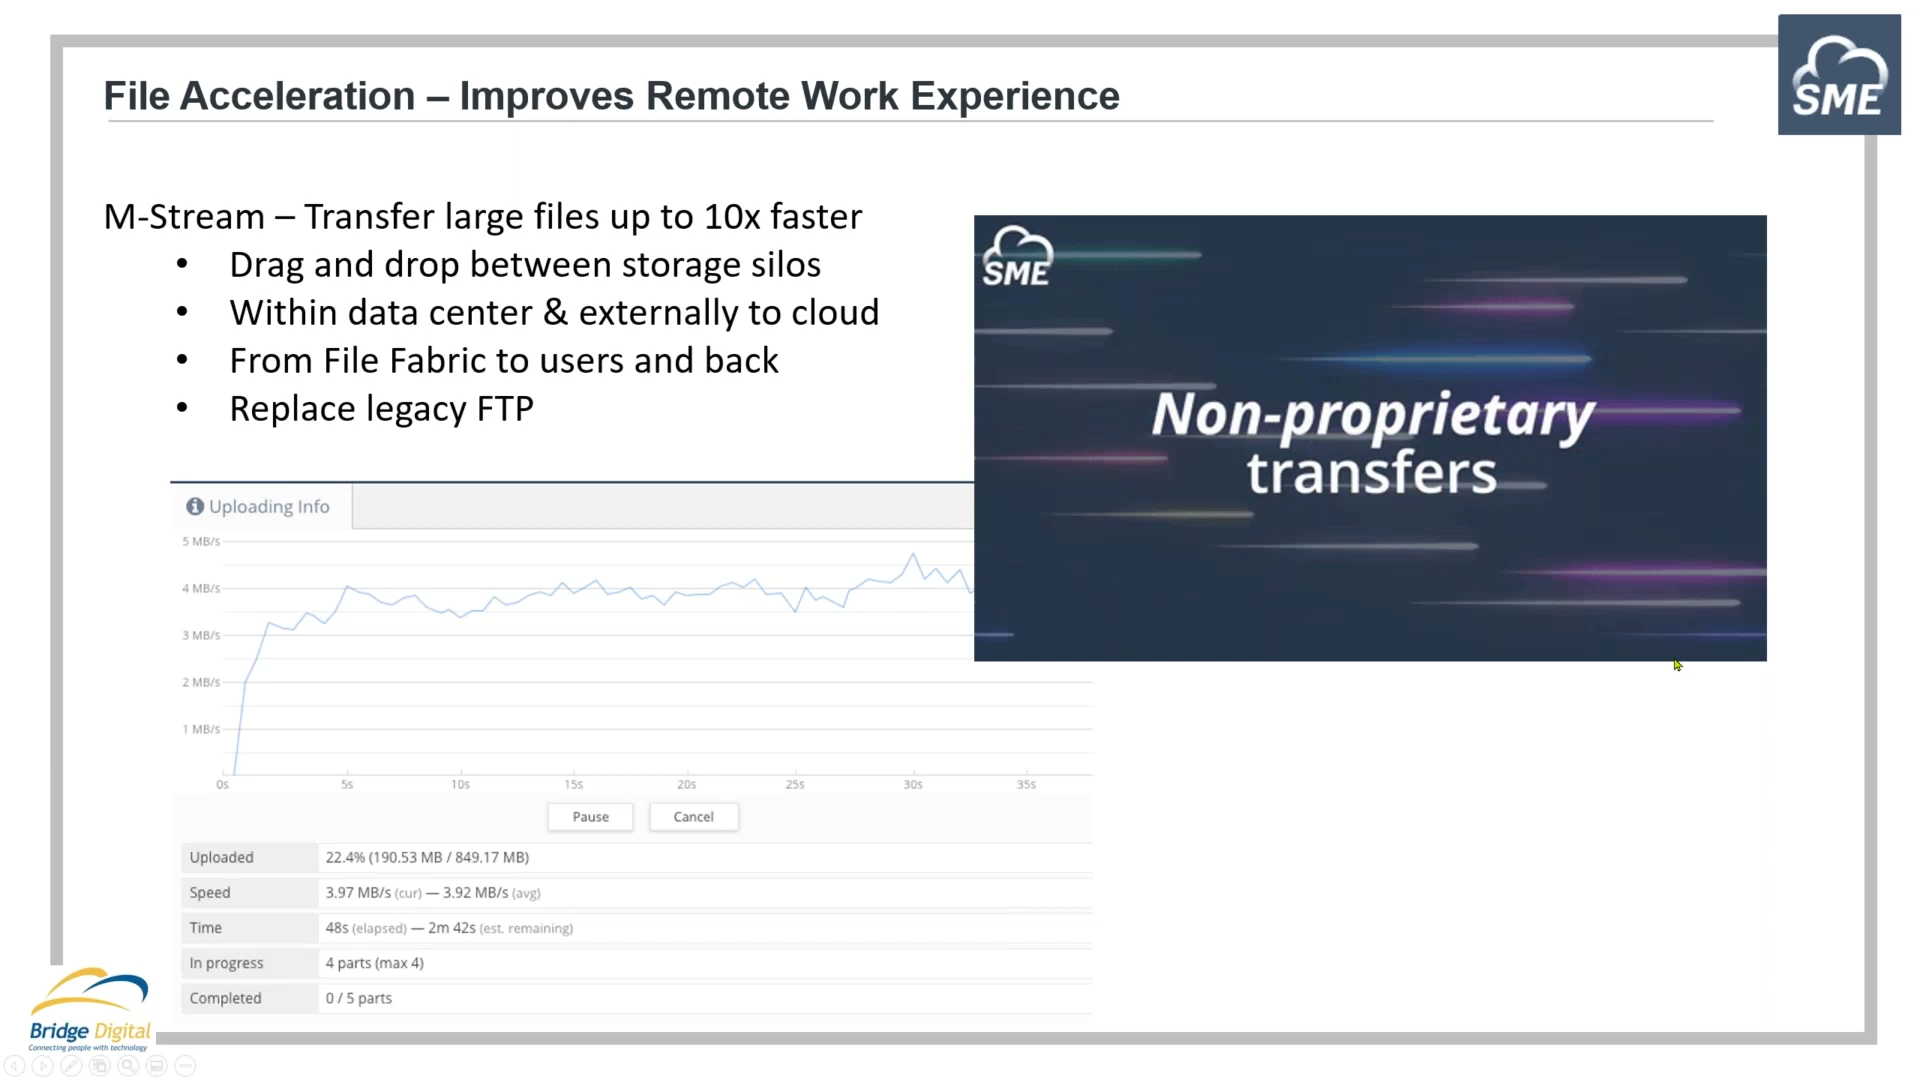 SME
File Acceleration – Improves Remote Work Experience
M-Stream – Transfer large files up to 10x faster
• Drag and drop between storage silos
• Within data center & externally to cloud
• From File Fabric to users and back
• Replace legacy FTP
SME
Non-proprietary
transfers
Uploading Info
5 MB/s
4 MB/s
3 MB/s
2 MB/s
1 MB/s
0s 5s 10s 15s 20s 25s 30s 35s
Pause Cancel
Uploaded 22.4% (190.53 MB / 849.17 MB)
Speed 3.97 MB/s (cur) — 3.92 MB/s (avg)
Time 48s (elapsed) — 2m 42s (est. remaining)
In progress 4 parts (max 4)
Completed 0 / 5 parts
Bridge Digital
Connecting people with technology